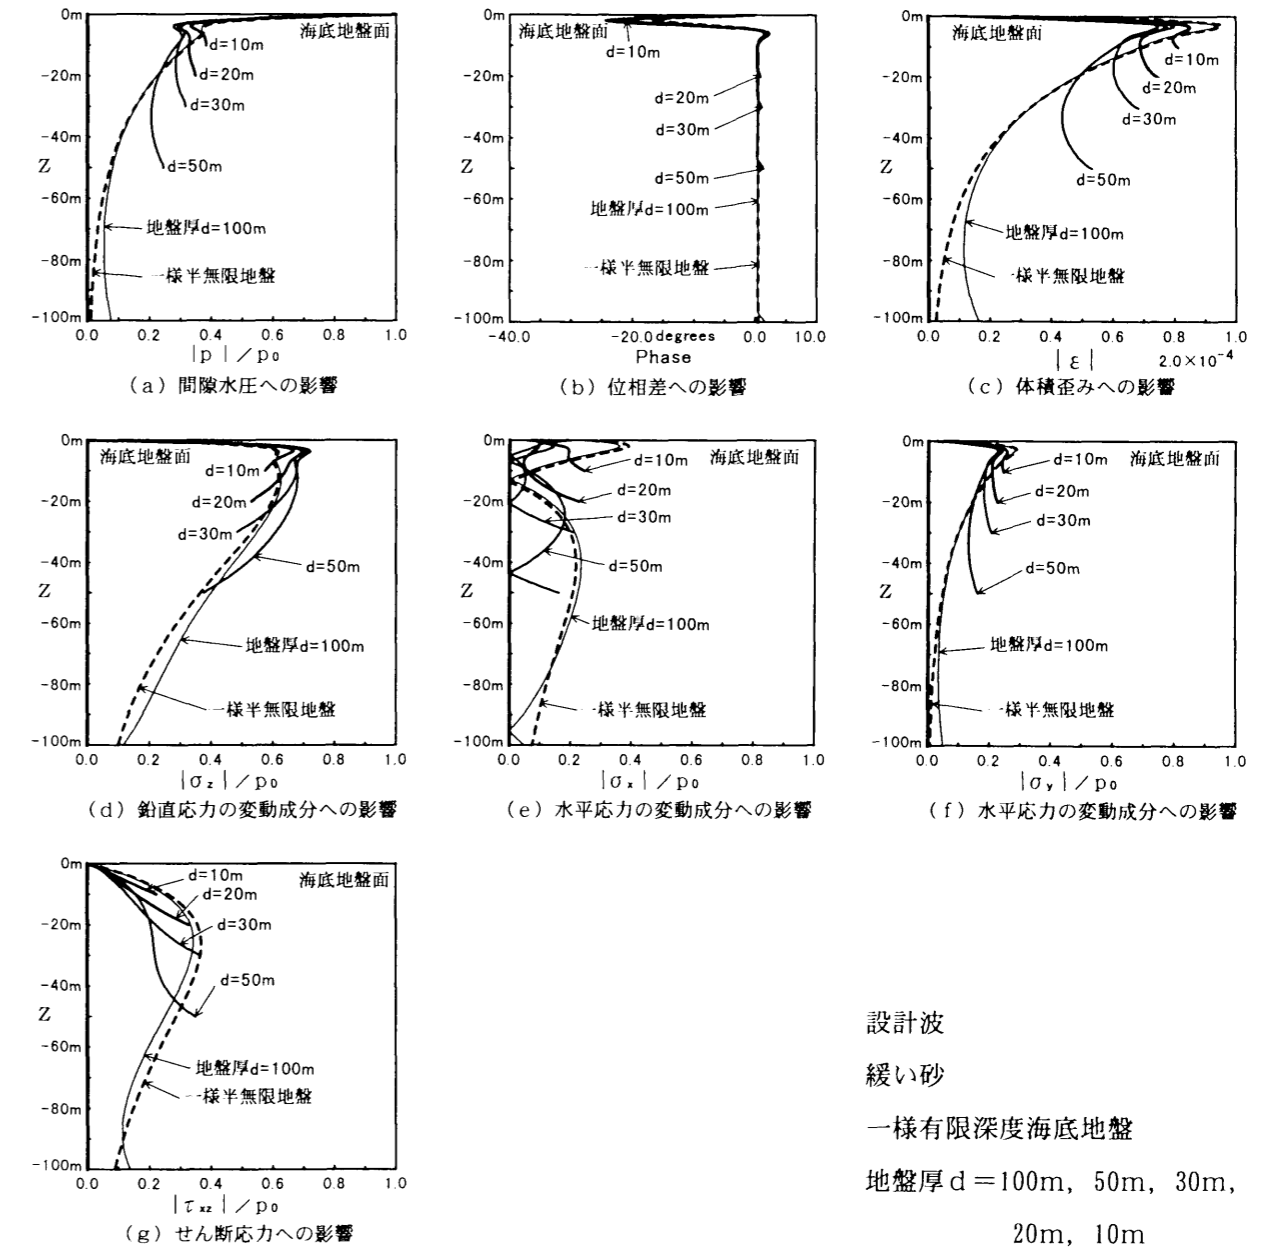 0m
-20m
-40m
Z
-60m
-80m
-100m
海底地盤面
d=10m
d=20m
d=30m
d=50m
地盤厚d=100m
一様半無限地盤
0.0 0.2 0.4 0.6 0.8 1.0
|p|/p₀
(a) 間隙水圧への影響
0m
-20m
-40m
Z
-60m
-80m
-100m
海底地盤面
d=10m
d=20m
d=30m
d=50m
地盤厚d=100m
一様半無限地盤
-40.0 -20.0 degrees 0.0 10.0
Phase
(b) 位相差への影響
0m
-20m
-40m
Z
-60m
-80m
-100m
海底地盤面
d=10m
d=20m
d=30m
d=50m
地盤厚d=100m
一様半無限地盤
0.0 0.2 0.4 0.6 0.8 1.0
|ε| 2.0×10⁻⁴
(c) 体積歪みへの影響
0m
-20m
-40m
Z
-60m
-80m
-100m
海底地盤面
d=10m
d=20m
d=30m
d=50m
地盤厚d=100m
一様半無限地盤
0.0 0.2 0.4 0.6 0.8 1.0
|σz|/p₀
(d) 鉛直応力の変動成分への影響
0m
-20m
-40m
Z
-60m
-80m
-100m
海底地盤面
d=10m
d=20m
d=30m
d=50m
地盤厚d=100m
一様半無限地盤
0.0 0.2 0.4 0.6 0.8 1.0
|σx|/p₀
(e) 水平応力の変動成分への影響
0m
-20m
-40m
Z
-60m
-80m
-100m
海底地盤面
d=10m
d=20m
d=30m
d=50m
地盤厚d=100m
一様半無限地盤
0.0 0.2 0.4 0.6 0.8 1.0
|σy|/p₀
(f) 水平応力の変動成分への影響
0m
-20m
-40m
Z
-60m
-80m
-100m
海底地盤面
d=10m
d=20m
d=30m
d=50m
地盤厚d=100m
一様半無限地盤
0.0 0.2 0.4 0.6 0.8 1.0
|τxz|/p₀
(g) せん断応力への影響
設計波
緩い砂
一様有限深度海底地盤
地盤厚d=100m, 50m, 30m,
20m, 10m